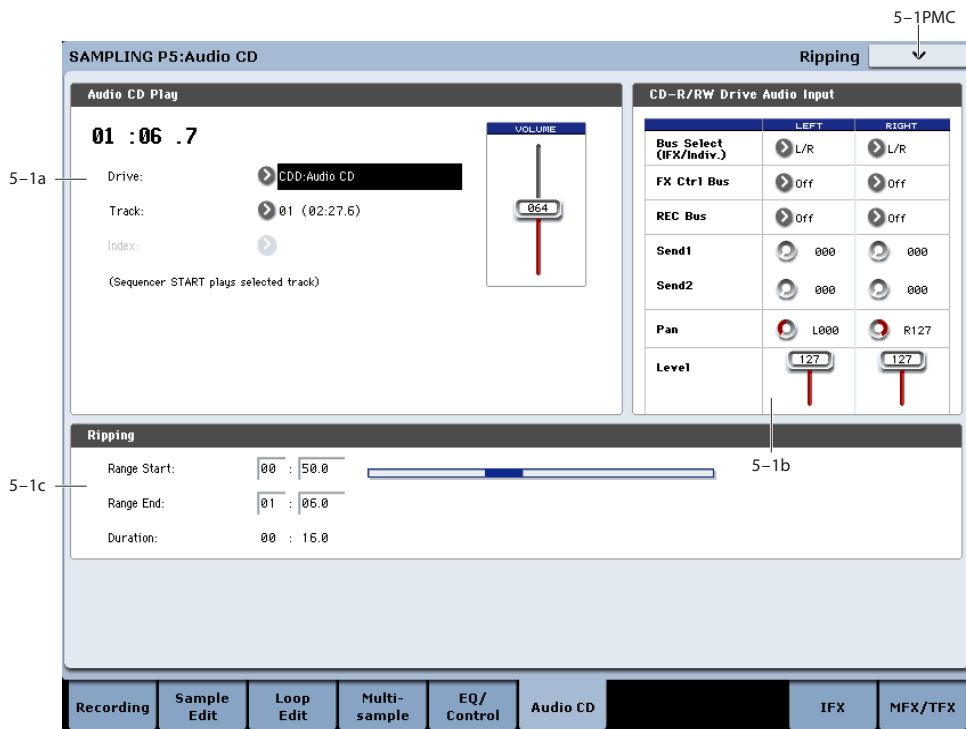 5-1PMC
SAMPLING P5:Audio CD
Ripping
Audio CD Play
01 :06 .7
VOLUME
064
5-1a
Drive:
CDD:Audio CD
Track:
01 (02:27.6)
Index:
(Sequencer START plays selected track)
CD-R/RW Drive Audio Input
LEFT RIGHT
Bus Select
(IFX/Indiv.)
L/R L/R
FX Ctrl Bus Off Off
REC Bus Off Off
Send1 000 000
Send2 000 000
Pan L000 R127
Level 127 127
5-1b
Ripping
5-1c
Range Start: 00 : 50.0
Range End: 01 : 06.0
Duration: 00 : 16.0
Recording
Sample
Edit
Loop
Edit
Multi-
sample
EQ/
Control
Audio CD
IFX
MFX/TFX